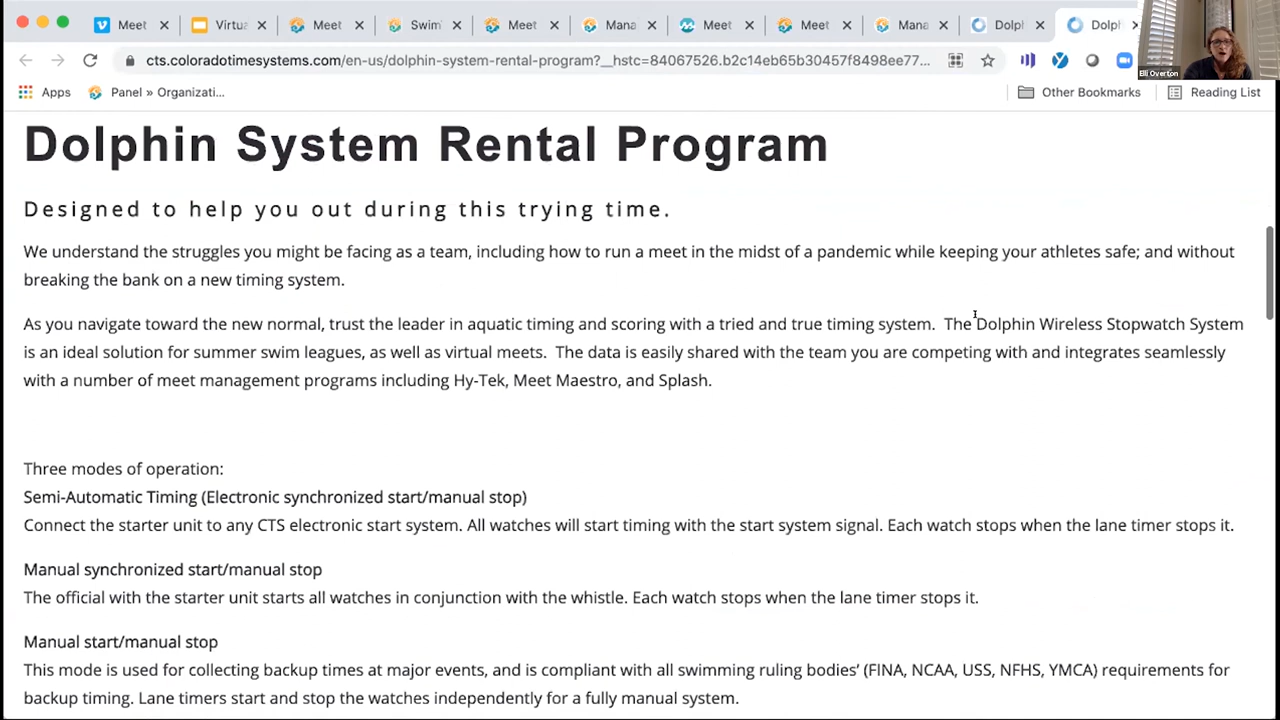 Meet
Virtua
Meet
Swim
Meet
Mana
Meet
Meet
Mana
Dolph
Dolph
cts.coloradotimesystems.com/en-us/dolphin-system-rental-program?__hstc=84067526.b2c14eb65b30457f8498ee77...
Eli Overton
Apps
Panel » Organizati...
Other Bookmarks
Reading List
Dolphin System Rental Program
Designed to help you out during this trying time.
We understand the struggles you might be facing as a team, including how to run a meet in the midst of a pandemic while keeping your athletes safe; and without
breaking the bank on a new timing system.
As you navigate toward the new normal, trust the leader in aquatic timing and scoring with a tried and true timing system. The Dolphin Wireless Stopwatch System
is an ideal solution for summer swim leagues, as well as virtual meets. The data is easily shared with the team you are competing with and integrates seamlessly
with a number of meet management programs including Hy-Tek, Meet Maestro, and Splash.
Three modes of operation:
Semi-Automatic Timing (Electronic synchronized start/manual stop)
Connect the starter unit to any CTS electronic start system. All watches will start timing with the start system signal. Each watch stops when the lane timer stops it.
Manual synchronized start/manual stop
The official with the starter unit starts all watches in conjunction with the whistle. Each watch stops when the lane timer stops it.
Manual start/manual stop
This mode is used for collecting backup times at major events, and is compliant with all swimming ruling bodies’ (FINA, NCAA, USS, NFHS, YMCA) requirements for
backup timing. Lane timers start and stop the watches independently for a fully manual system.